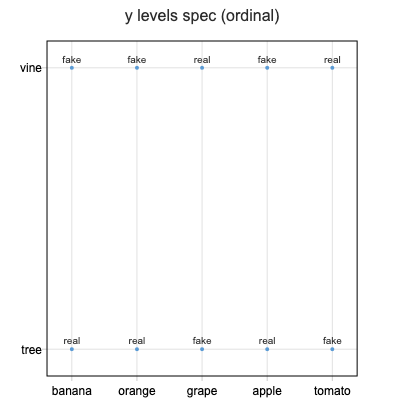 y levels spec (ordinal)
fake fake real fake real
vine
real real fake real fake
tree
banana orange grape apple tomato